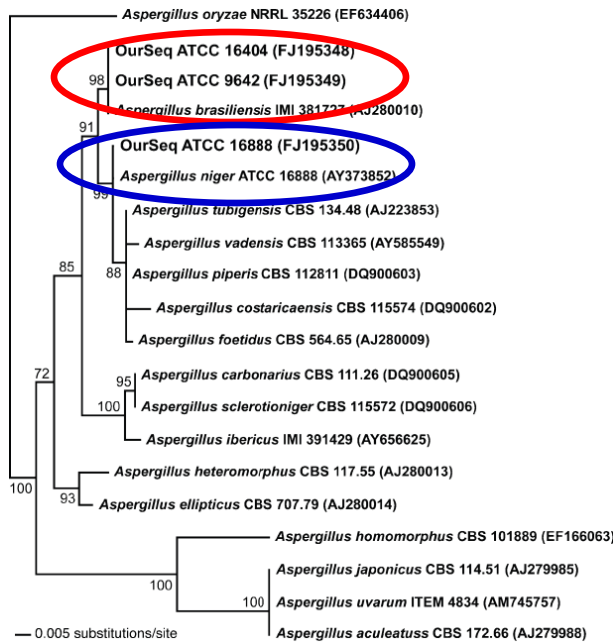 Aspergillus oryzae NRRL 35226 (EF634406)
OurSeq ATCC 16404 (FJ195348)
98
OurSeq ATCC 9642 (FJ195349)
Aspergillus brasiliensis IMI 381727 (AJ280010)
91
OurSeq ATCC 16888 (FJ195350)
Aspergillus niger ATCC 16888 (AY373852)
99
Aspergillus tubigensis CBS 134.48 (AJ223853)
Aspergillus vadensis CBS 113365 (AY585549)
85
88
Aspergillus piperis CBS 112811 (DQ900603)
Aspergillus costaricaensis CBS 115574 (DQ900602)
Aspergillus foetidus CBS 564.65 (AJ280009)
72
95
Aspergillus carbonarius CBS 111.26 (DQ900605)
100
Aspergillus sclerotioniger CBS 115572 (DQ900606)
Aspergillus ibericus IMI 391429 (AY656625)
Aspergillus heteromorphus CBS 117.55 (AJ280013)
100
93
Aspergillus ellipticus CBS 707.79 (AJ280014)
Aspergillus homomorphus CBS 101889 (EF166063)
100
Aspergillus japonicus CBS 114.51 (AJ279985)
Aspergillus uvarum ITEM 4834 (AM745757)
0.005 substitutions/site
100
Aspergillus aculeatuss CBS 172.66 (AJ279988)